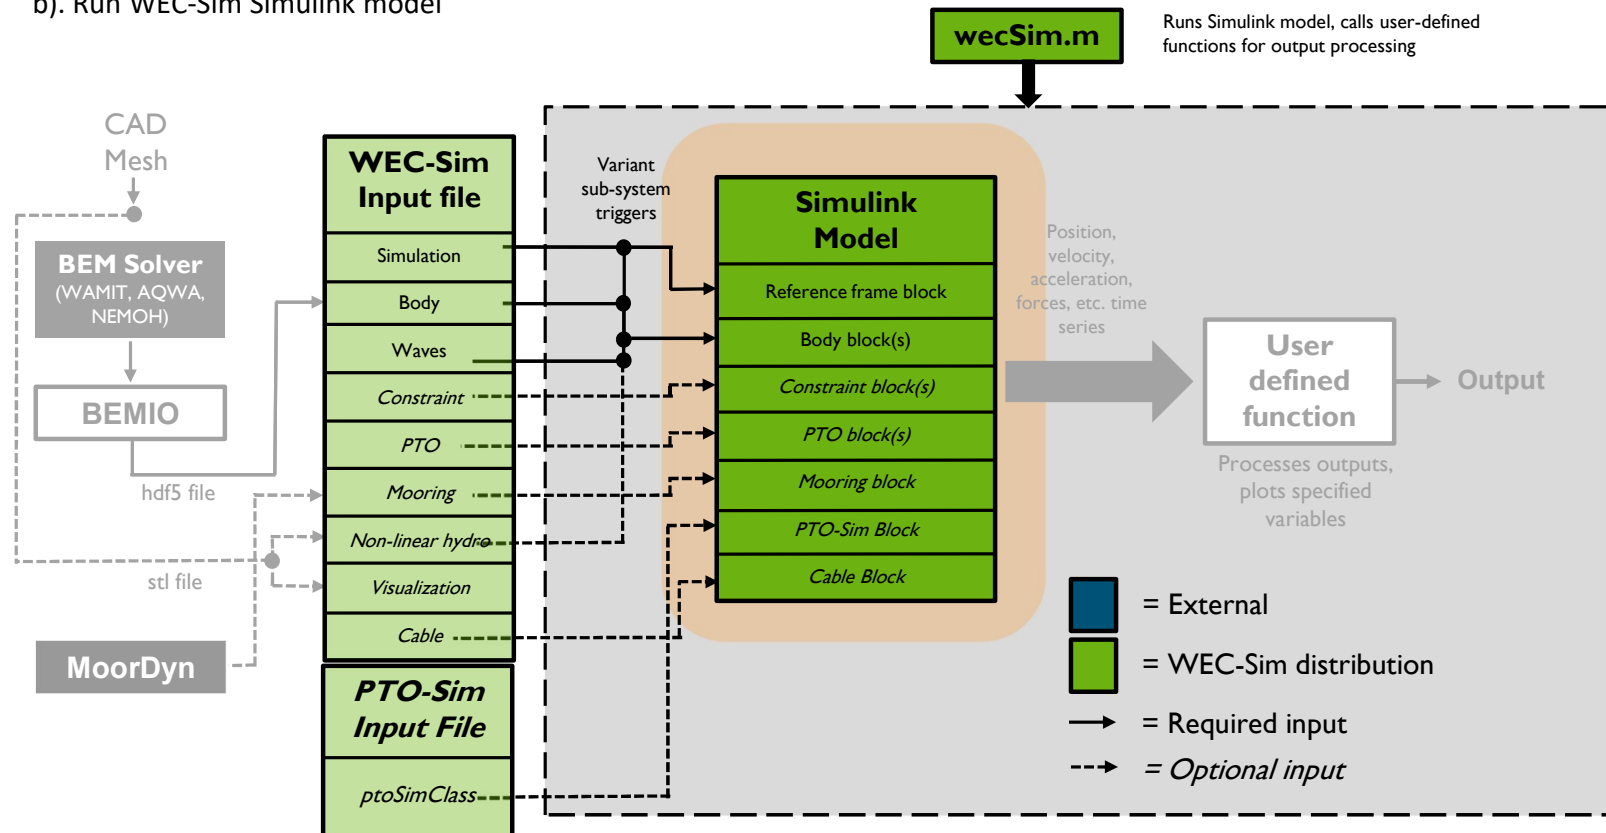 b). Run WEC-Sim Simulink model
wecSim.m
Runs Simulink model, calls user-defined
functions for output processing
CAD
Mesh
BEM Solver
(WAMIT, AQWA,
NEMOH)
BEMIO
hdf5 file
stl file
MoorDyn
WEC-Sim
Input file
Simulation
Body
Waves
Constraint
PTO
Mooring
Non-linear hydro
Visualization
Cable
PTO-Sim
Input File
ptoSimClass
Variant
sub-system
triggers
Simulink
Model
Reference frame block
Body block(s)
Constraint block(s)
PTO block(s)
Mooring block
PTO-Sim Block
Cable Block
Position,
velocity,
acceleration,
forces, etc. time
series
User
defined
function
Output
Processes outputs,
plots specified
variables
= External
= WEC-Sim distribution
= Required input
= Optional input